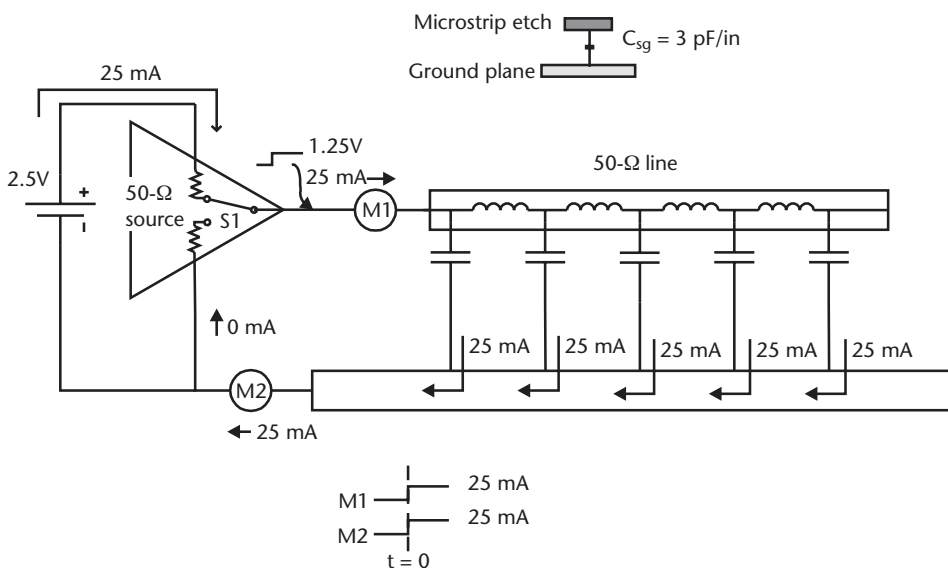 Microstrip etch
C_sg = 3 pF/in
Ground plane
25 mA
1.25V
25 mA
50-Ω line
2.5V
+
50-Ω
source
S1
M1
0 mA
25 mA
25 mA
25 mA
25 mA
25 mA
M2
25 mA
M1
25 mA
M2
25 mA
t = 0